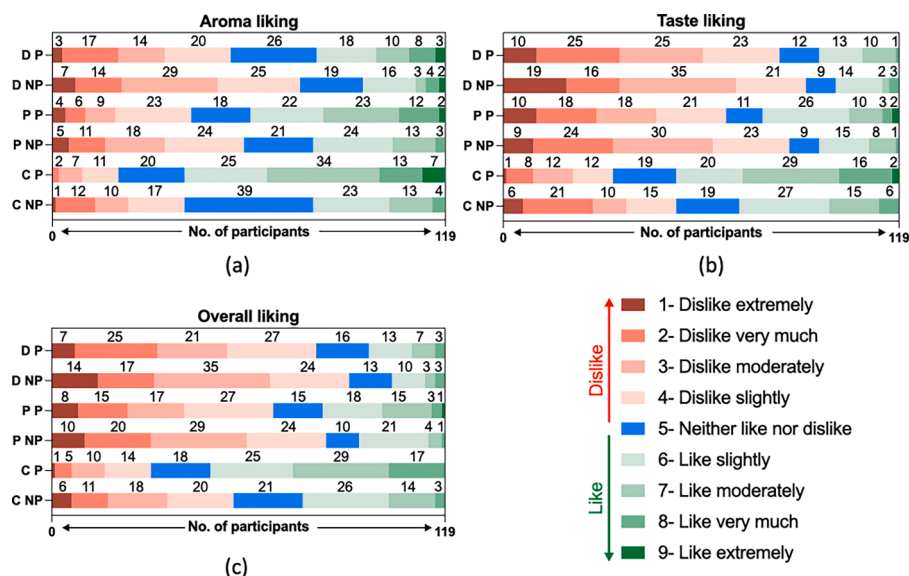 Aroma liking
3 17 14 20 26 18 10 8 3
D P
7 14 29 25 19 16 3 4 2
D NP
4 6 9 23 18 22 23 12 2
P P
5 11 18 24 21 24 13 3
P NP
2 7 11 20 25 34 13 7
C P
1 12 10 17 39 23 13 4
C NP
0 No. of participants 119
(a)
Taste liking
10 25 25 23 12 13 10 1
D P
19 16 35 21 9 14 2 3
D NP
10 18 18 21 11 26 10 3 2
P P
9 24 30 23 9 15 8 1
P NP
1 8 12 12 19 20 29 16 2
C P
6 21 10 15 19 27 15 6
C NP
0 No. of participants 119
(b)
Overall liking
7 25 21 27 16 13 7 3
D P
14 17 35 24 13 10 3 3
D NP
8 15 17 27 15 18 15 3 1
P P
10 20 29 24 10 21 4 1
P NP
1 5 10 14 18 25 29 17
C P
6 11 18 20 21 26 14 3
C NP
0 No. of participants 119
(c)
Dislike
Like
1- Dislike extremely
2- Dislike very much
3- Dislike moderately
4- Dislike slightly
5- Neither like nor dislike
6- Like slightly
7- Like moderately
8- Like very much
9- Like extremely